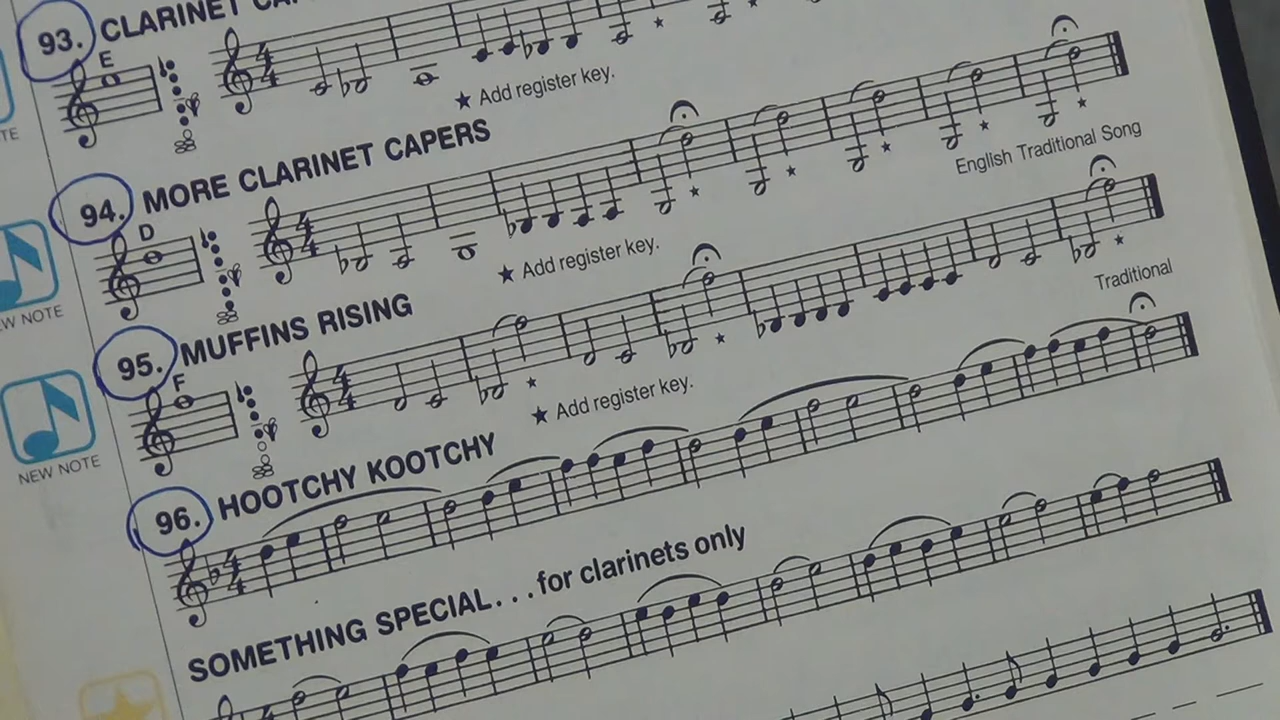 93. CLARINET
E
★ Add register key.
94. MORE CLARINET CAPERS
D
English Traditional Song
★ Add register key.
NEW NOTE
95. MUFFINS RISING
F
Traditional
★ Add register key.
NEW NOTE
96. HOOTCHY KOOTCHY
SOMETHING SPECIAL...for clarinets only